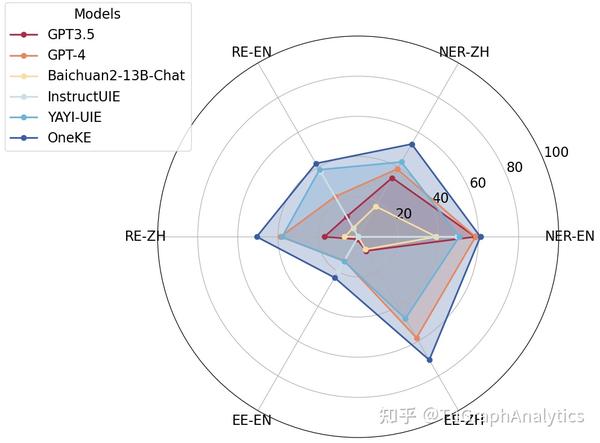 Models
GPT3.5
GPT-4
Baichuan2-13B-Chat
InstructUIE
YAYI-UIE
OneKE
RE-EN
NER-ZH
100
80
60
40
20
RE-ZH
NER-EN
EE-EN
EE-ZH
知乎